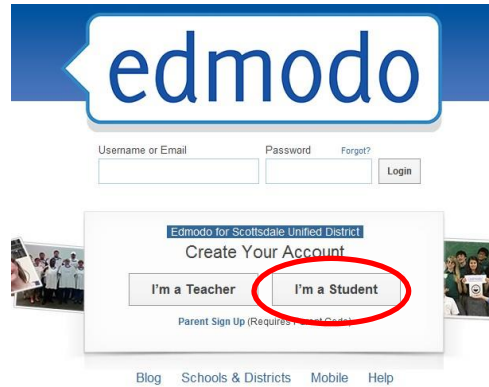 edmodo
Username or Email Password Forgot?
Login
Edmodo for Scottsdale Unified District
Create Your Account
I'm a Teacher I'm a Student
Parent Sign Up (Requires Parent Code)
Blog Schools & Districts Mobile Help